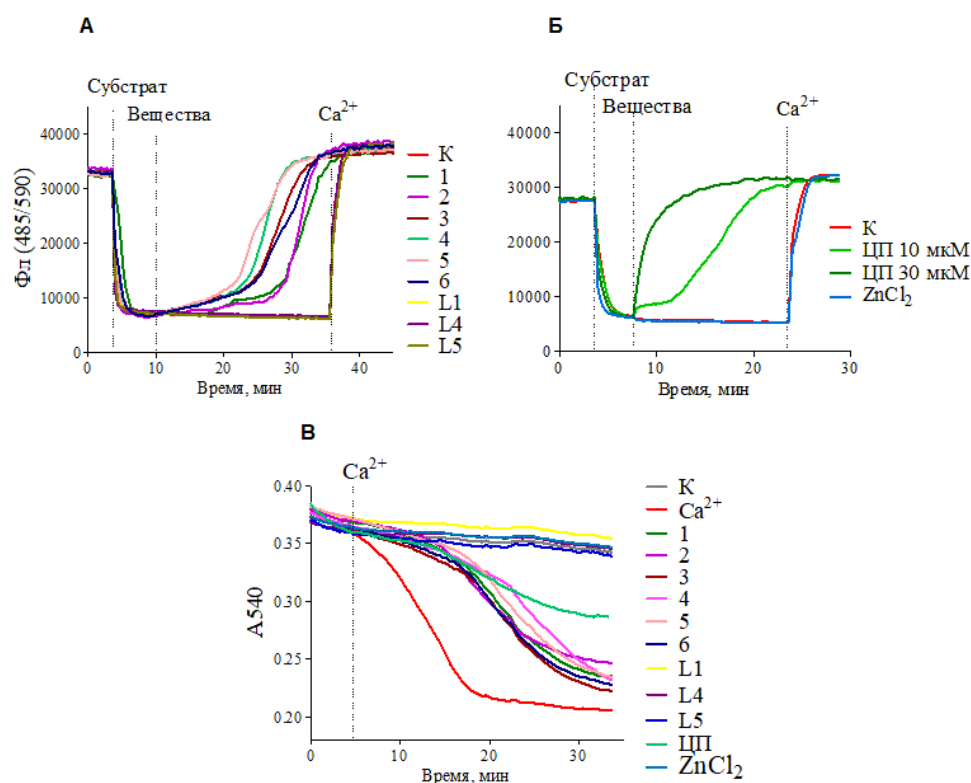 А
Субстрат
Вещества
Ca2+
40000
30000
20000
10000
0
Фл (485/590)
0 10 20 30 40
Время, мин
К
1
2
3
4
5
6
L1
L4
L5
Б
Субстрат
Вещества
Ca2+
40000
30000
20000
10000
0
0 10 20 30
Время, мин
К
ЦП 10 мкМ
ЦП 30 мкМ
ZnCl2
В
Ca2+
0.40
0.35
0.30
0.25
0.20
A540
0 10 20 30
Время, мин
К
Ca2+
1
2
3
4
5
6
L1
L4
L5
ЦП
ZnCl2